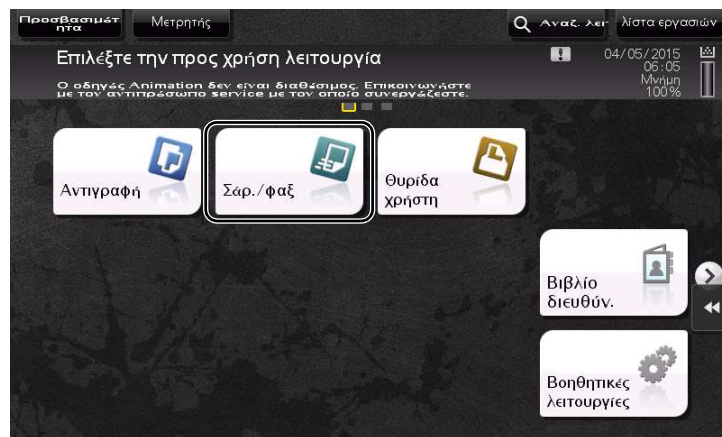 Προσβασιμότ
ητα
Μετρητής
Αναζ. λει
λίστα εργασιών
Επιλέξτε την προς χρήση λειτουργία
Ο οδηγός Animation δεν είναι διαθέσιμος. Επικοινωνήστε
με τον αντιπρόσωπο service με τον οποίο συνεργάζεστε.
04/05/2015
06:05
Μνήμη
100%
Αντιγραφή
Σάρ./φαξ
Θυρίδα
χρήστη
Βιβλίο
διευθύν.
Βοηθητικές
λειτουργίες